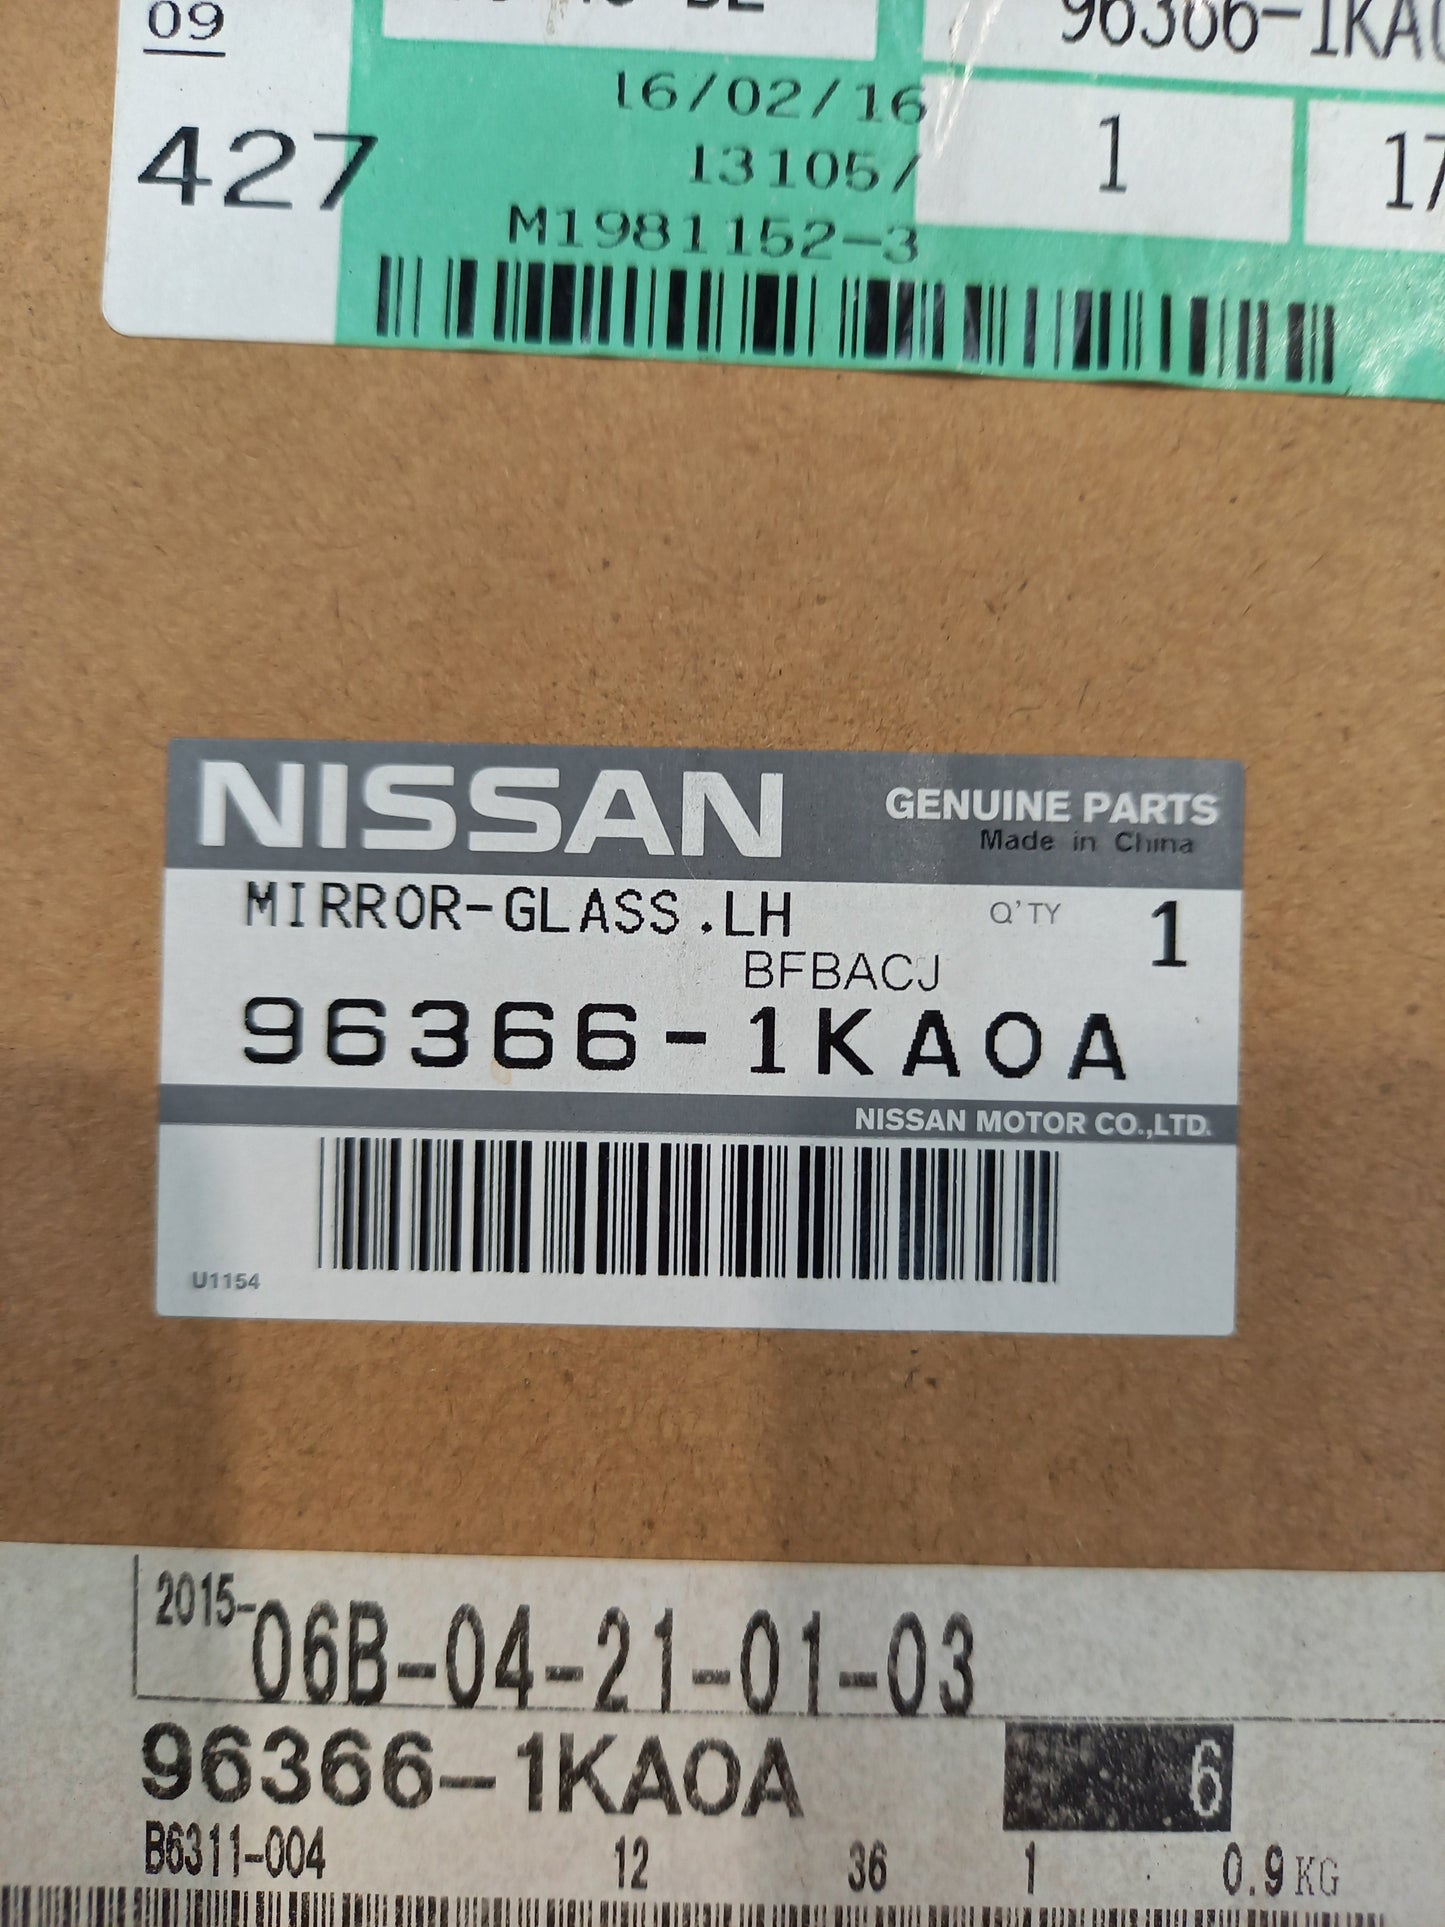 09
96366-1KA0
427
16/02/16
13105/
1
17
M1981152-3
NISSAN
GENUINE PARTS
Made in China
MIRROR-GLASS.LH
Q'TY 1
BFBACJ
96366-1KA0A
NISSAN MOTOR CO.,LTD.
U1154
2015-06B-04-21-01-03
96366-1KA0A
6
B6311-004 12 36 1 0.9KG